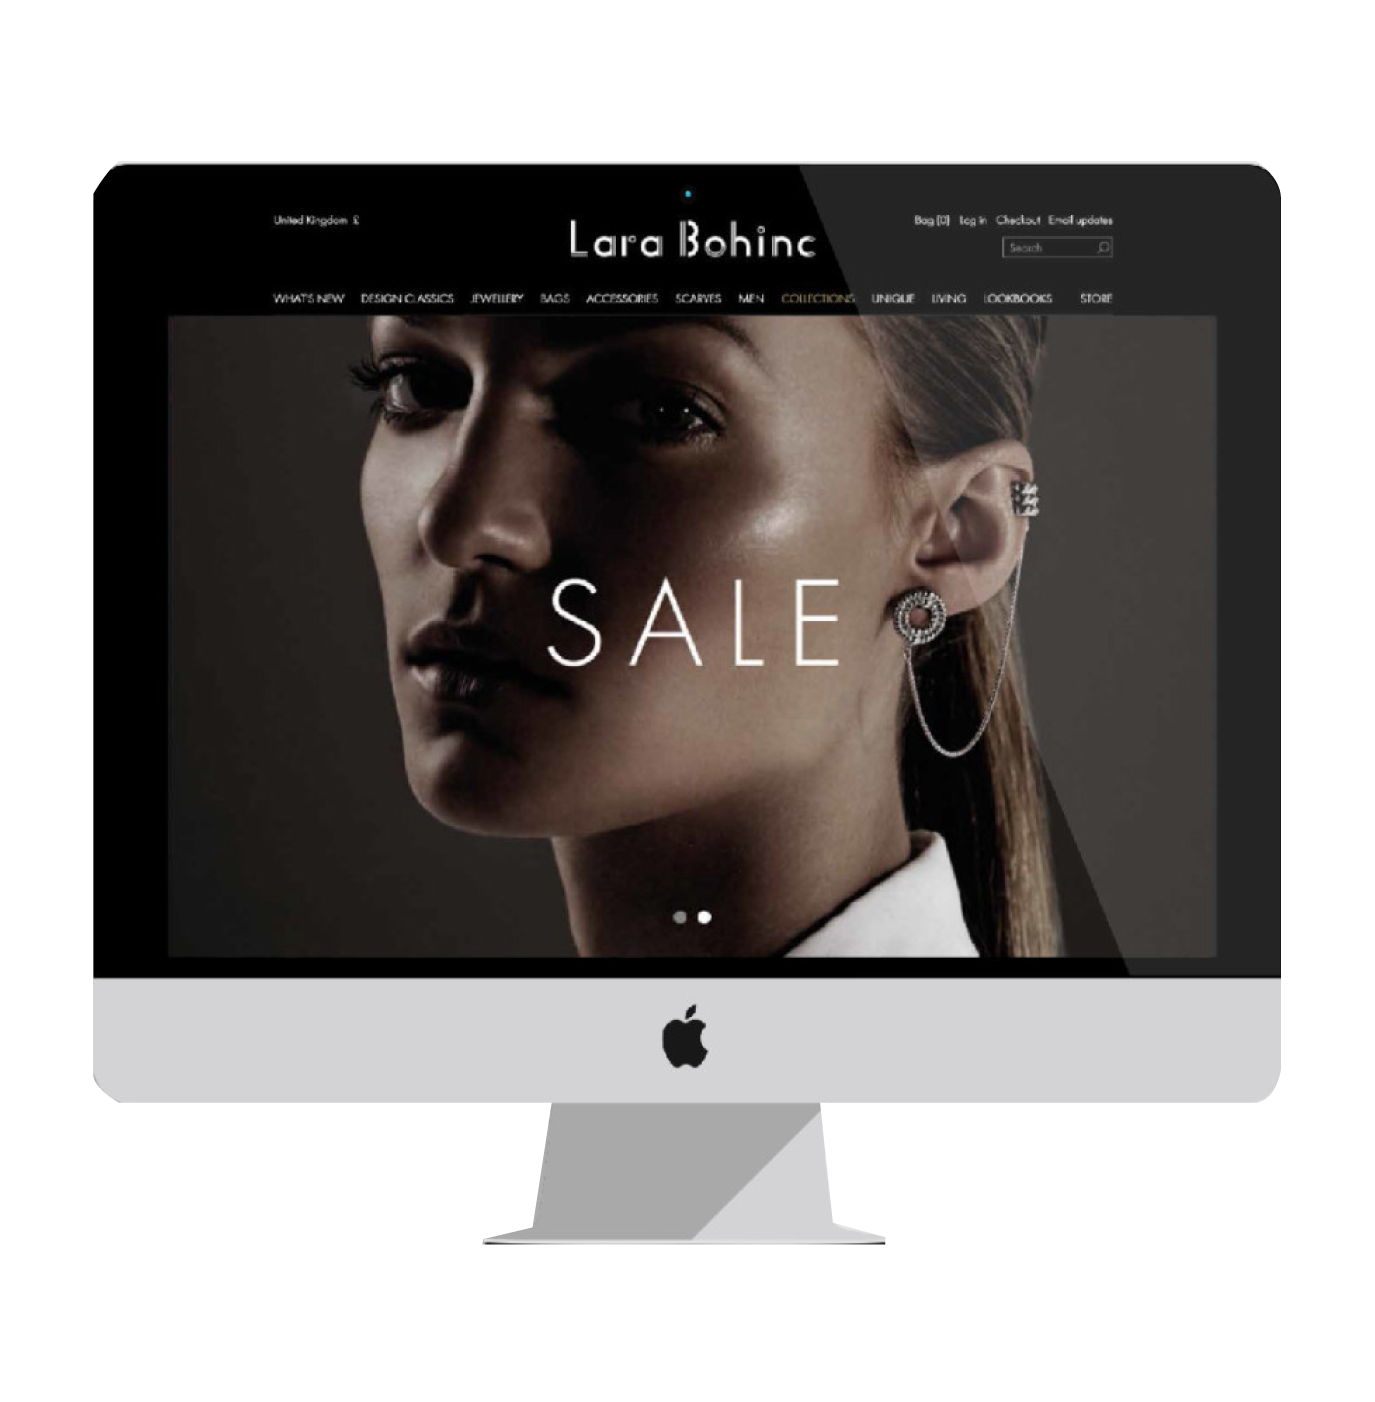 United Kingdom £
Bag [0] Log in Checkout Email updates
Lara Bohinc
Search
WHAT'S NEW DESIGN CLASSICS JEWELLERY BAGS ACCESSORIES SCARVES MEN COLLECTIONS UNIQUE LIVING LOOKBOOKS STORE
SALE